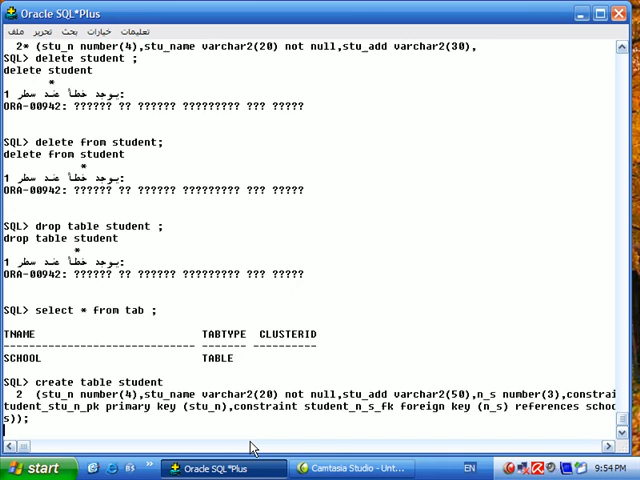 Oracle SQL*Plus
ملف تحرير بحث خيارات تعليمات
2* (stu_n number(4),stu_name varchar2(20) not null,stu_add varchar2(30),
SQL> delete student ;
delete student
*
يوجد خطأ عند سطر 1:
ORA-00942: ?????? ?? ?????? ????????? ??? ?????
SQL> delete from student;
delete from student
*
يوجد خطأ عند سطر 1:
ORA-00942: ?????? ?? ?????? ????????? ??? ?????
SQL> drop table student ;
drop table student
*
يوجد خطأ عند سطر 1:
ORA-00942: ?????? ?? ?????? ????????? ??? ?????
SQL> select * from tab ;
TNAME TABTYPE CLUSTERID
------------------------------ ------- ----------
SCHOOL TABLE
SQL> create table student
2 (stu_n number(4),stu_name varchar2(20) not null,stu_add varchar2(50),n_s number(3),constrai
tudent_stu_n_pk primary key (stu_n),constraint student_n_s_fk foreign key (n_s) references schoo
s));
start
Oracle SQL*Plus
Camtasia Studio - Unt...
EN
9:54 PM